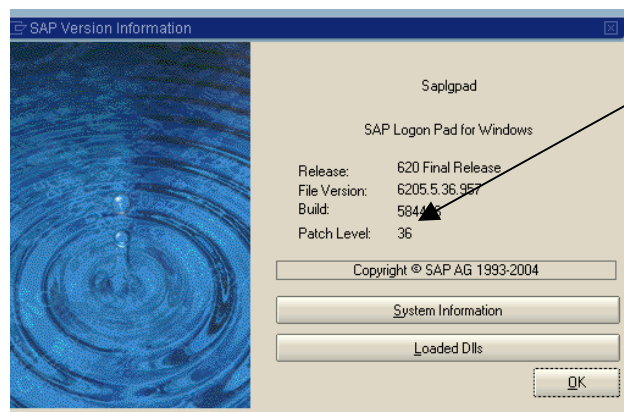 SAP Version Information
Saplgpad
SAP Logon Pad for Windows
Release: 620 Final Release
File Version: 6205.5.36.957
Build:
Patch Level: 36
Copyright © SAP AG 1993-2004
System Information
Loaded Dlls
OK